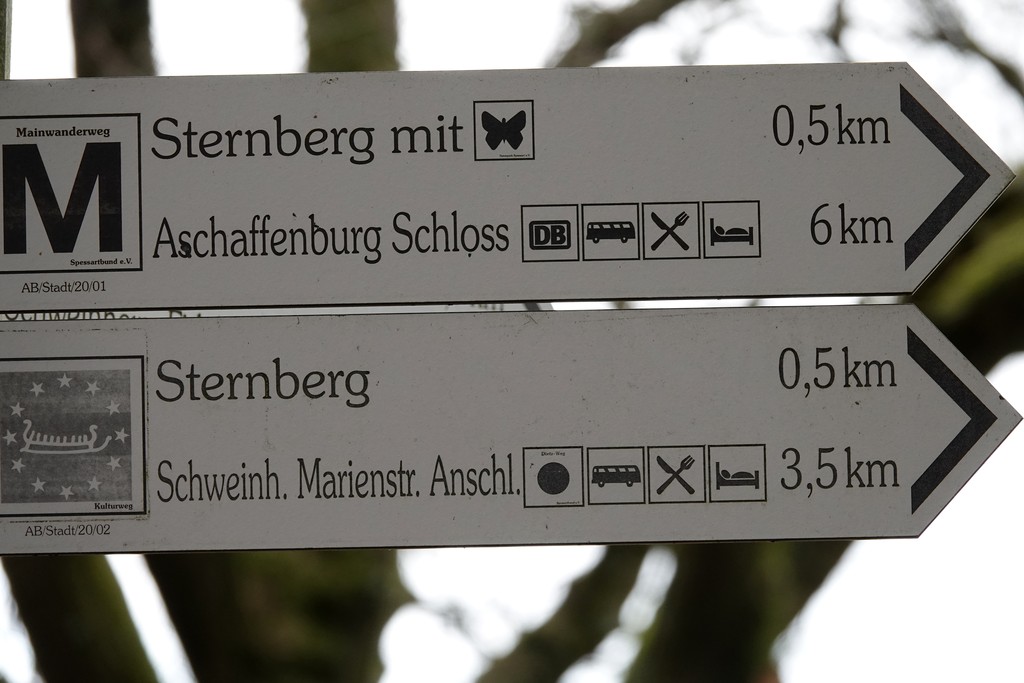 Mainwanderweg
M
Spessartbund e.V.
AB/Stadt/20/01
Sternberg mit 0,5 km
Aschaffenburg Schloss DB 6 km
Kulturweg
AB/Stadt/20/02
Sternberg 0,5 km
Schweinh. Marienstr. Anschl. 3,5 km